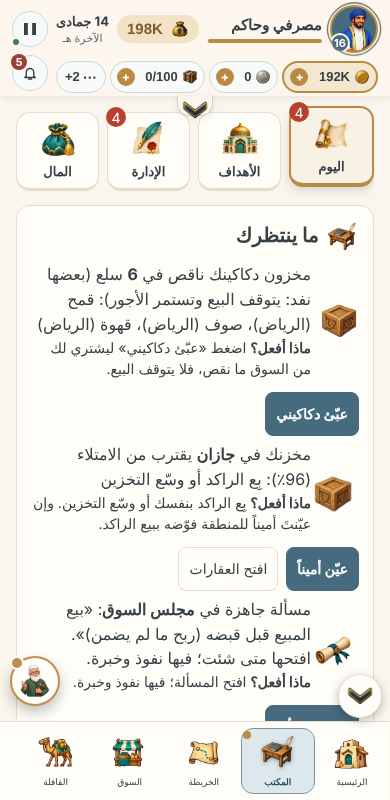 مصرفي وحاكم
16
198K
14 جمادى
الآخرة هـ
192K
0
0/100
+2 ···
5
اليوم
4
الأهداف
الإدارة
4
المال
ما ينتظرك
مخزون دكاكينك ناقص في 6 سلع (بعضها
نفد: يتوقف البيع وتستمر الأجور): قمح
(الرياض)، صوف (الرياض)، قهوة (الرياض)
ماذا أفعل؟ اضغط «عبّئ دكاكيني» ليشتري لك
من السوق ما نقص، فلا يتوقف البيع.
عبّئ دكاكيني
مخزنك في جازان يقترب من الامتلاء
(96٪): بِع الراكد أو وسّع التخزين
ماذا أفعل؟ بِع الراكد بنفسك أو وسّع التخزين. وإن
عيّنتَ أميناً للمنطقة فوّضه ببيع الراكد.
عيّن أميناً
افتح العقارات
مسألة جاهزة في مجلس السوق: «بيع
المبيع قبل قبضه (ربح ما لم يضمن)».
افتحها متى شئت؛ فيها نفوذ وخبرة.
ماذا أفعل؟ افتح المسألة؛ فيها نفوذ وخبرة.
الرئيسية
المكتب
الخريطة
السوق
القافلة